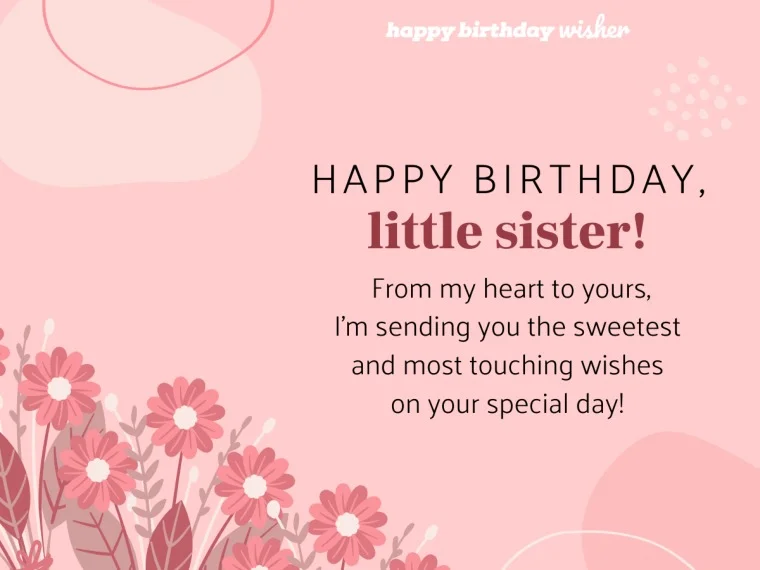 happy birthday wisher
HAPPY BIRTHDAY,
little sister!
From my heart to yours,
I'm sending you the sweetest
and most touching wishes
on your special day!